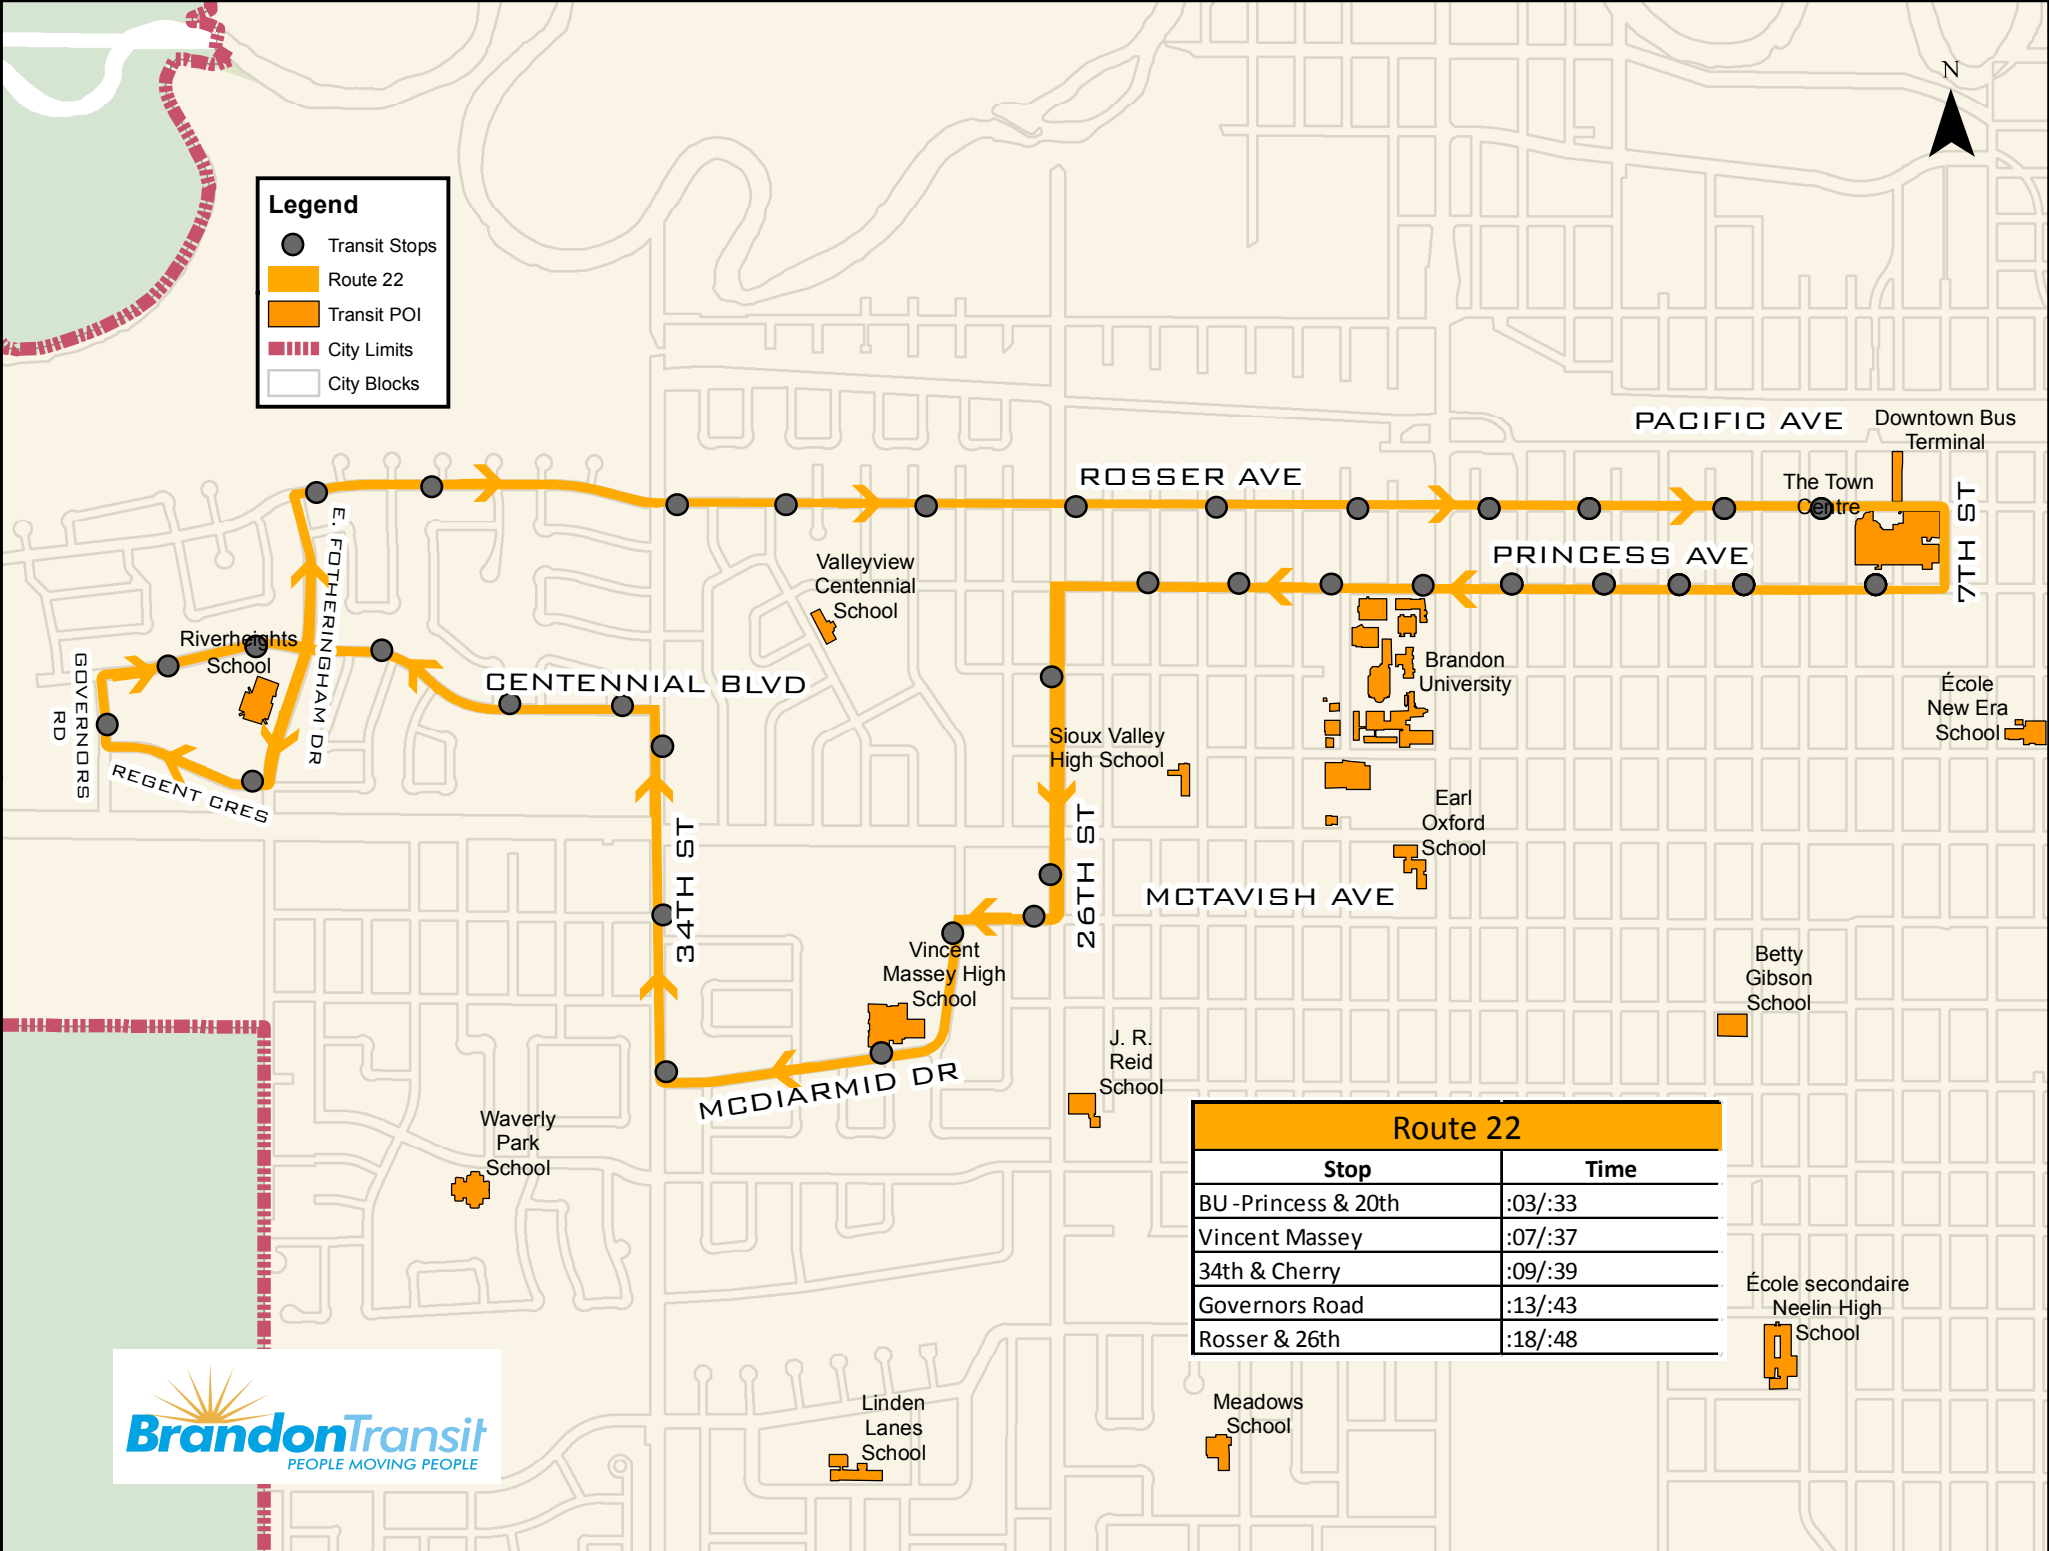 N
Legend
Transit Stops
Route 22
Transit POI
City Limits
City Blocks
PACIFIC AVE
Downtown Bus
Terminal
ROSSER AVE
The Town
Centre
7TH ST
E. FOTHERINGHAM DR
PRINCESS AVE
Valleyview
Centennial
School
Riverheights
School
GOVERNORS
RD
CENTENNIAL BLVD
Brandon
University
École
New Era
School
Sioux Valley
High School
REGENT CRES
34TH ST
26TH ST
Earl
Oxford
School
MCTAVISH AVE
Vincent
Massey High
School
Betty
Gibson
School
J. R.
Reid
School
MCDIARMID DR
Waverly
Park
School
Route 22
Stop Time
BU -Princess & 20th :03/:33
Vincent Massey :07/:37
34th & Cherry :09/:39
Governors Road :13/:43
Rosser & 26th :18/:48
École secondaire
Neelin High
School
Linden
Lanes
School
Meadows
School
BrandonTransit
PEOPLE MOVING PEOPLE